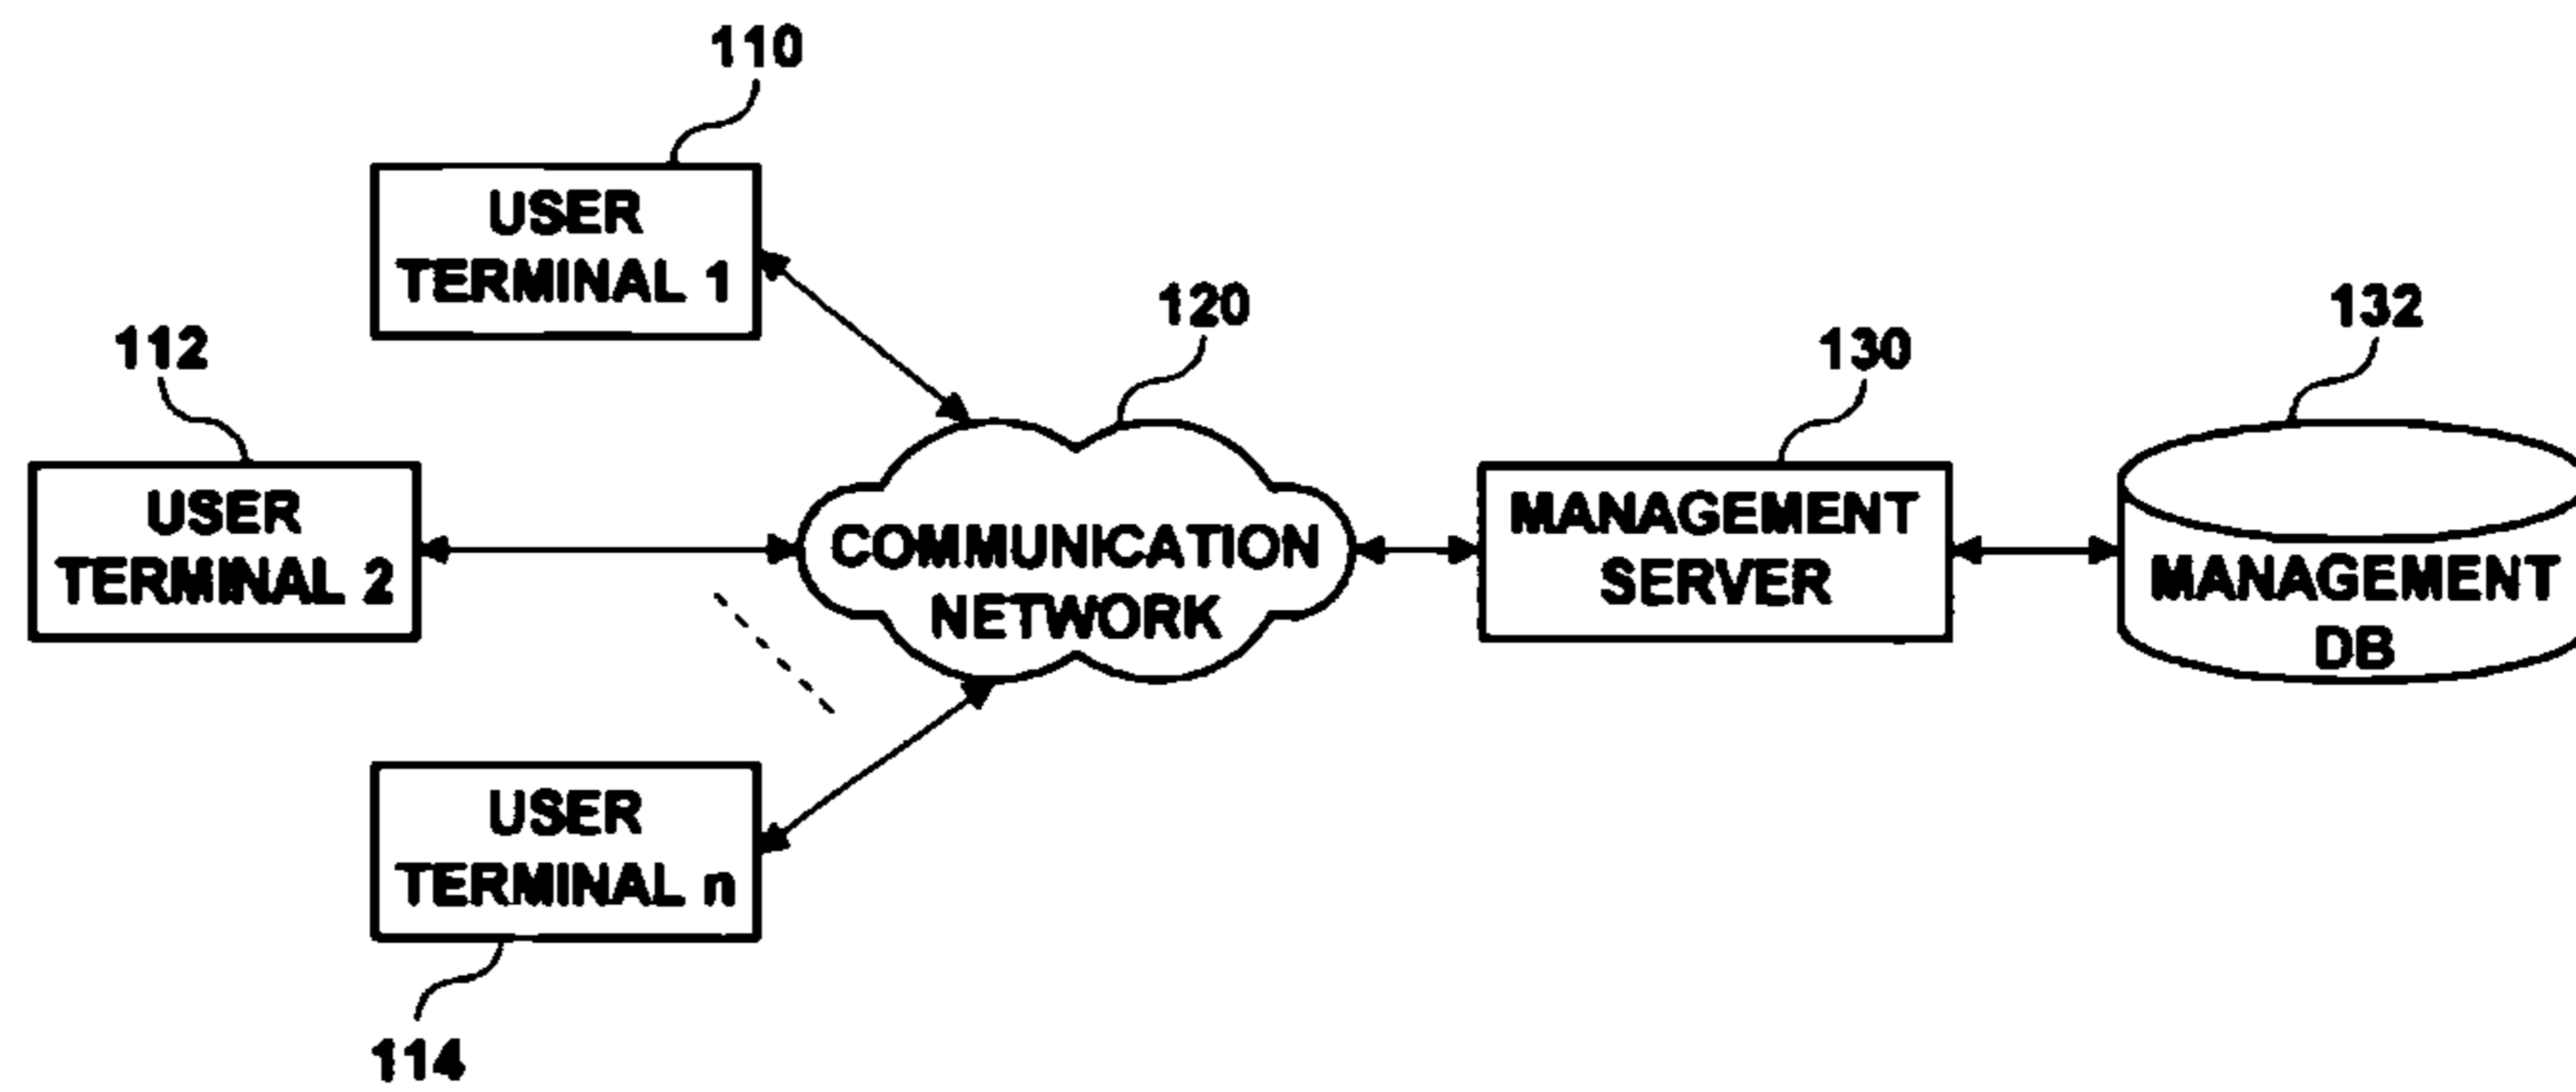 110
USER
TERMINAL 1
112
USER
TERMINAL 2
120
COMMUNICATION
NETWORK
130
MANAGEMENT
SERVER
132
MANAGEMENT
DB
USER
TERMINAL n
114